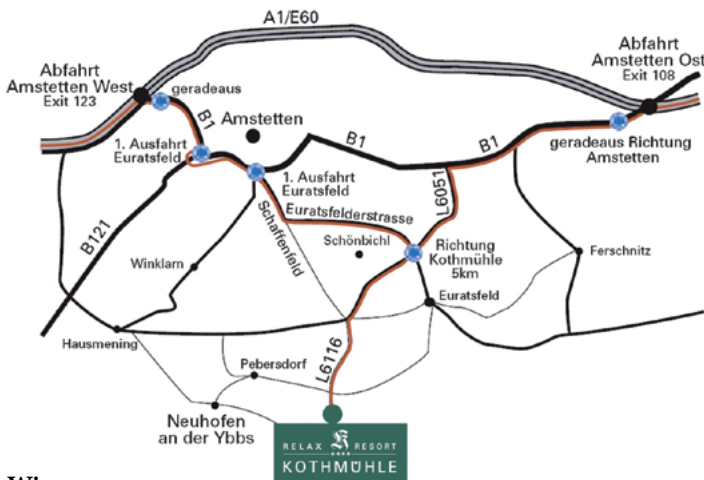 A1/E60
Abfahrt
Amstetten West
Exit 123
Abfahrt
Amstetten Ost
Exit 108
geradeaus
B1
Amstetten
B1
B1
geradeaus Richtung
Amstetten
1. Ausfahrt
Euratsfeld
1. Ausfahrt
Euratsfeld
L6051
Euratsfelderstrasse
Schaffenfeld
B121
Schönbichl
Richtung
Kothmühle
5km
Ferschnitz
Winklarn
Euratsfeld
Hausmening
L6116
Pebersdorf
Neuhofen
an der Ybbs
RELAX R RESORT
KOTHMÜHLE